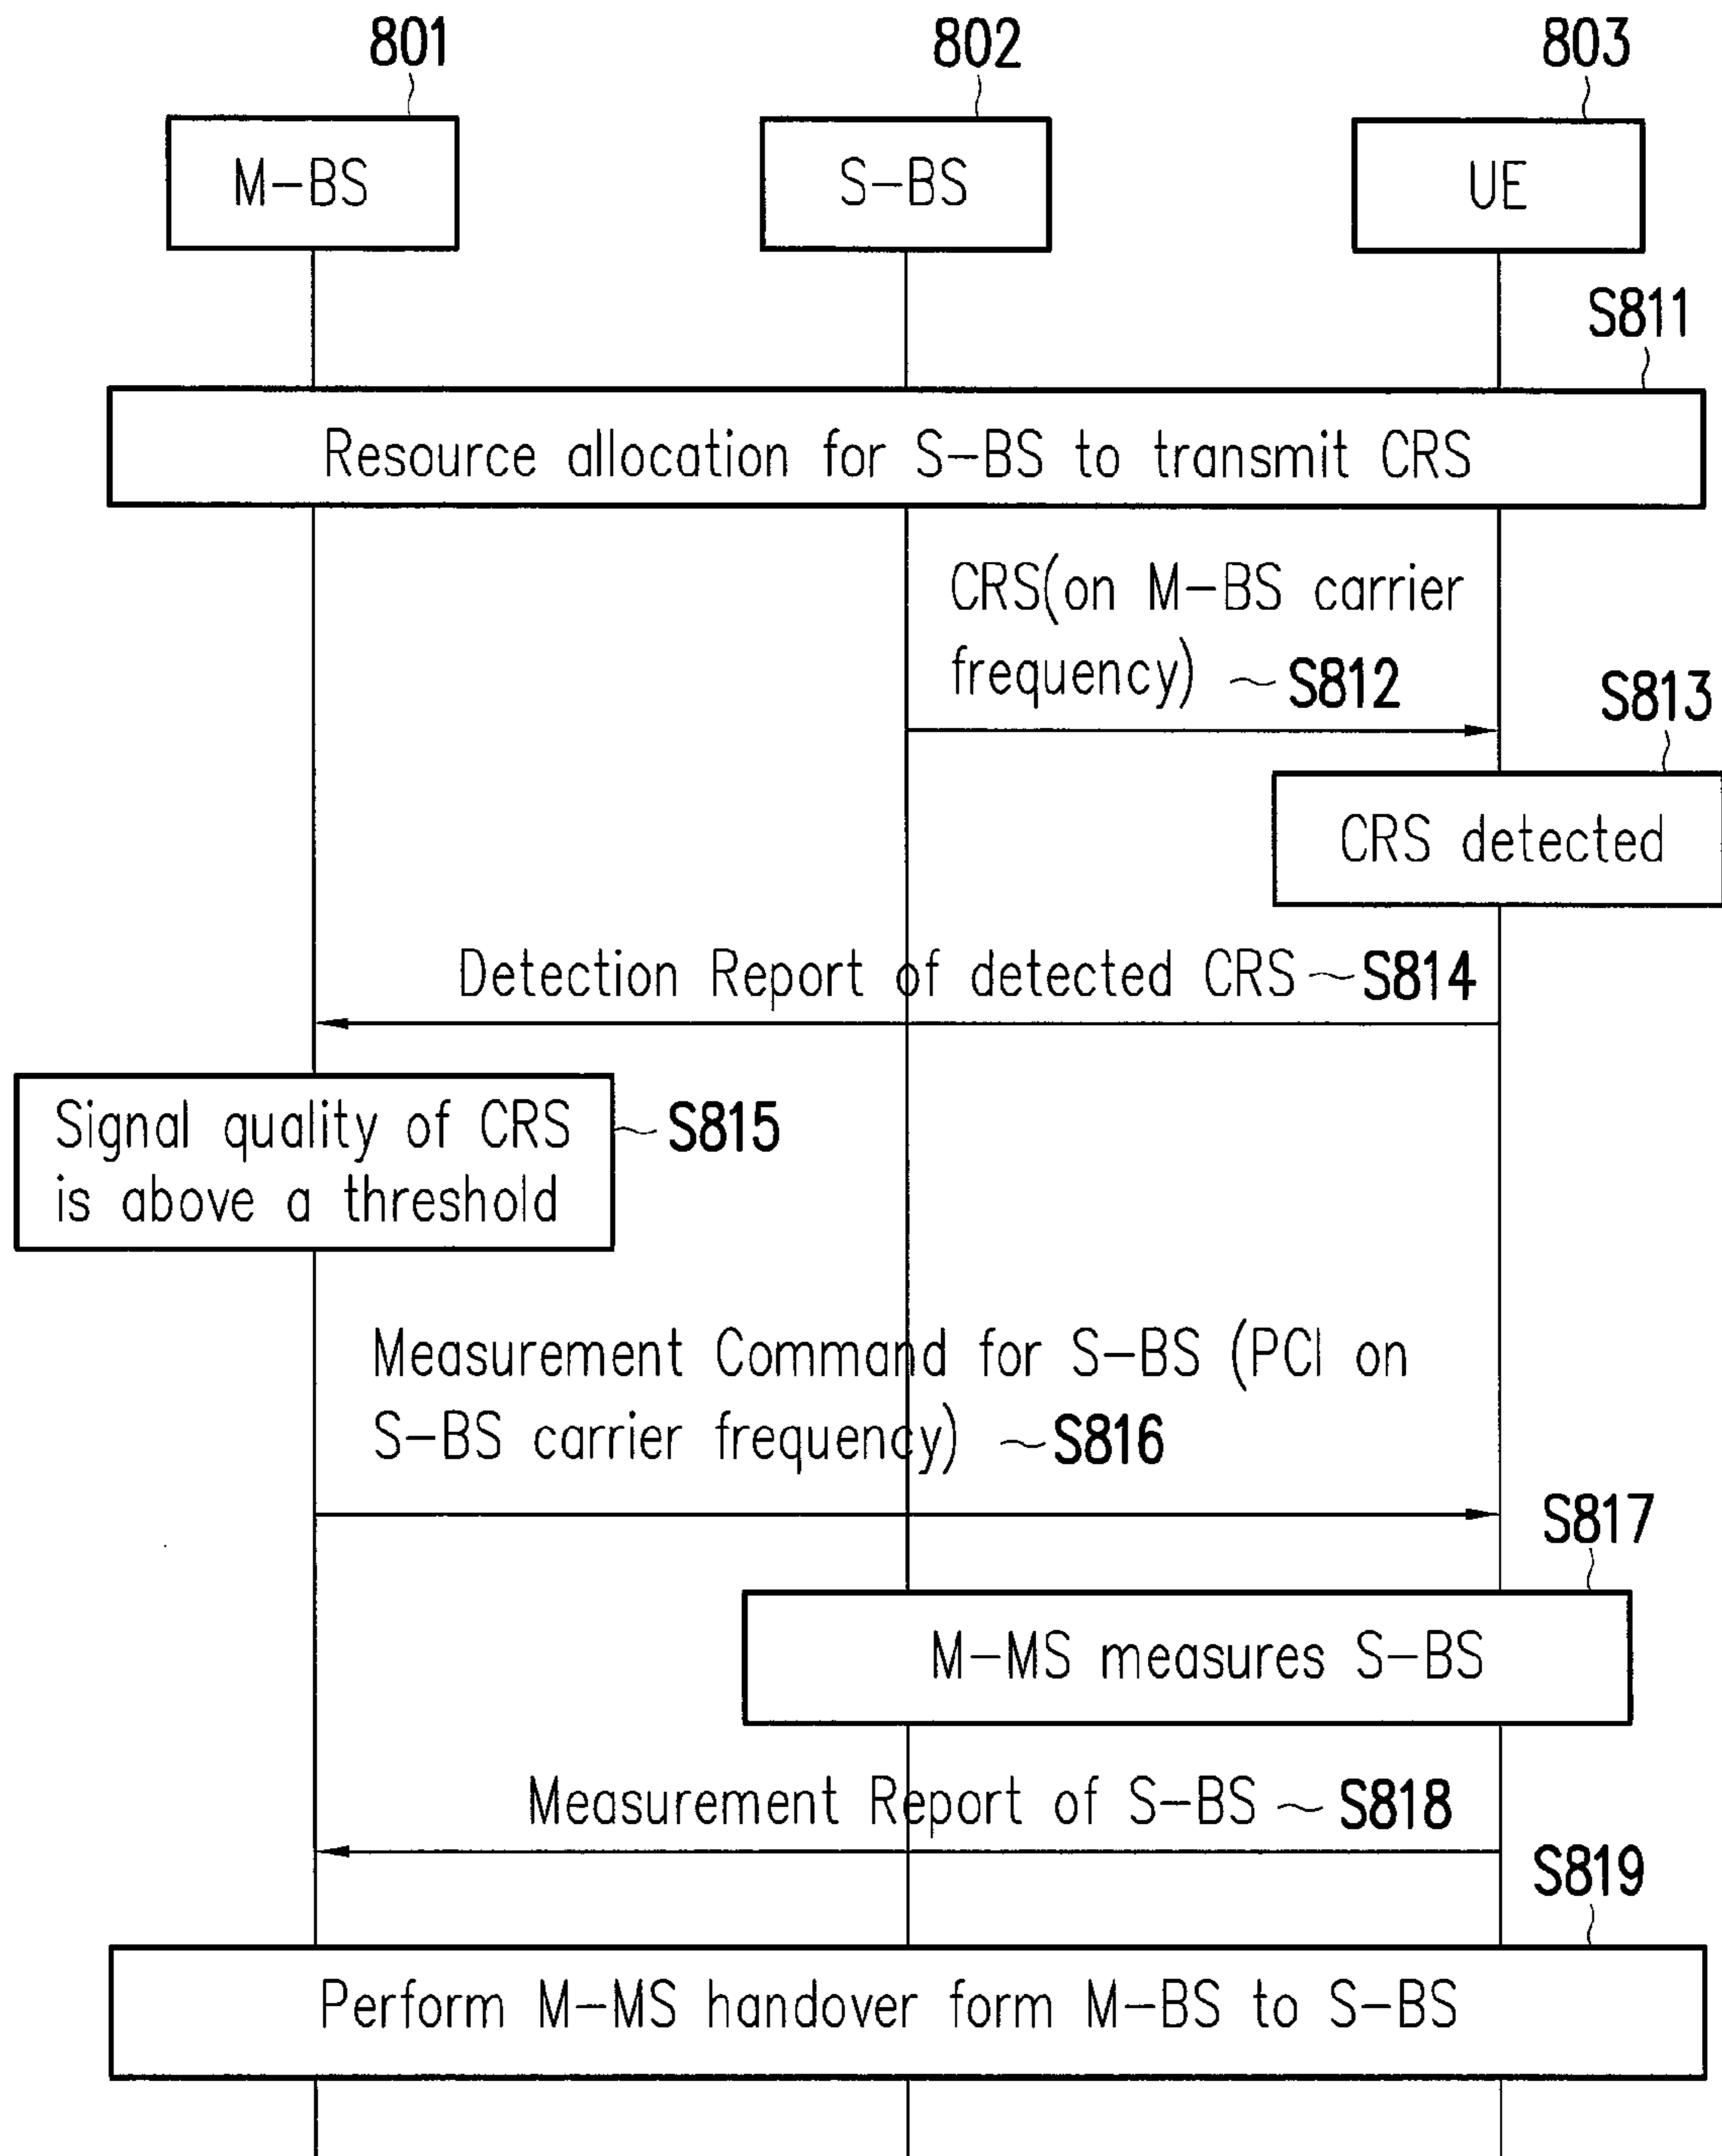 801
802
803
M-BS
S-BS
UE
S811
Resource allocation for S-BS to transmit CRS
CRS(on M-BS carrier
frequency) ~S812
S813
CRS detected
Detection Report of detected CRS ~S814
Signal quality of CRS
is above a threshold
~S815
Measurement Command for S-BS (PCI on
S-BS carrier frequency) ~S816
S817
M-MS measures S-BS
Measurement Report of S-BS ~S818
S819
Perform M-MS handover form M-BS to S-BS